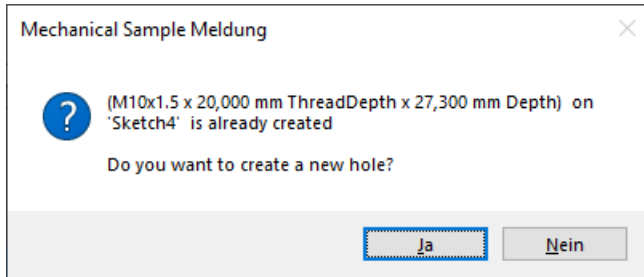 Mechanical Sample Meldung
(M10x1.5 x 20,000 mm ThreadDepth x 27,300 mm Depth)  on
'Sketch4'  is already created
Do you want to create a new hole?
Ja
Nein